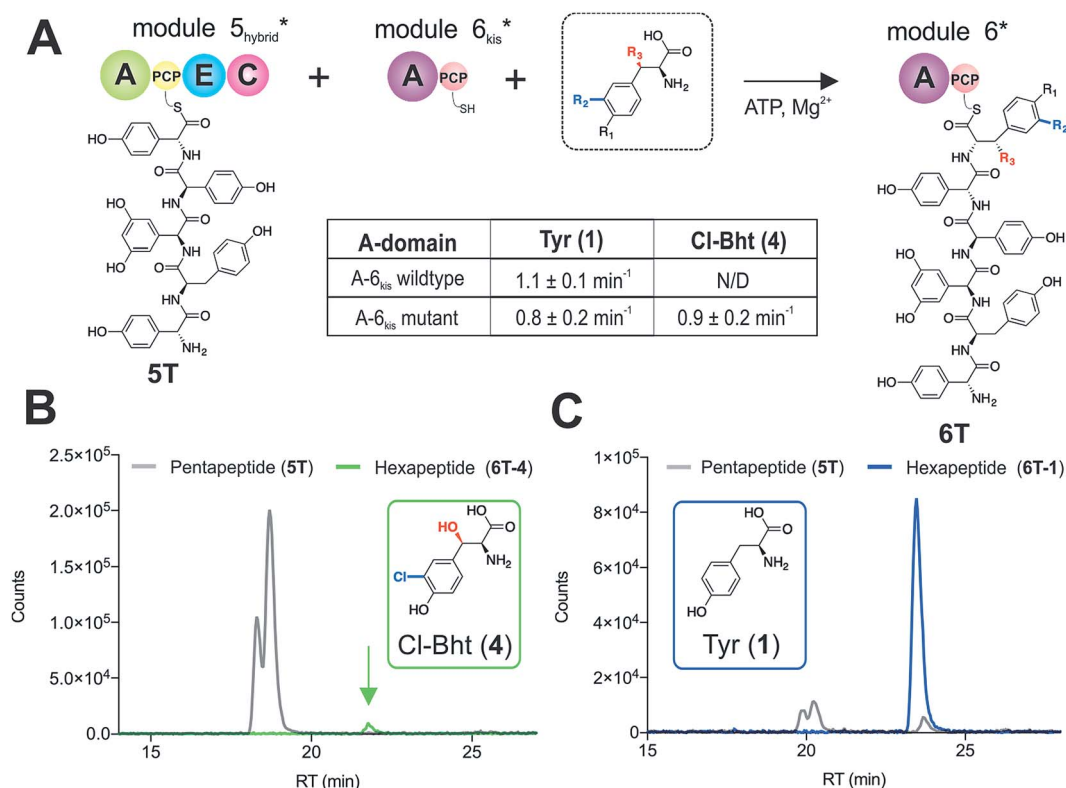 A
module 5hybrid*
module 6kis*
module 6*
A PCP E C
+
A PCP
+
A PCP
S
SH
S
HO O R3 NH2 R2 R1
ATP, Mg2+
O R1 R2 R3 HN
HO O NH
O OH HN
HO O NH
HO O OH HN
O NH
HO NH2
5T
HO O NH
O OH HN
HO O NH
HO O OH HN
O
HO NH2
6T
A-domain Tyr (1) Cl-Bht (4)
A-6kis wildtype 1.1 ± 0.1 min-1 N/D
A-6kis mutant 0.8 ± 0.2 min-1 0.9 ± 0.2 min-1
B
Pentapeptide (5T) Hexapeptide (6T-4)
2.5×10⁵
2.0×10⁵
1.5×10⁵
1.0×10⁵
5.0×10⁴
0.0
Counts
15 20 25
RT (min)
HO HO O NH2 Cl HO
Cl-Bht (4)
C
Pentapeptide (5T) Hexapeptide (6T-1)
1×10⁵
8×10⁴
6×10⁴
4×10⁴
2×10⁴
0
Counts
15 20 25
RT (min)
HO O NH2 HO
Tyr (1)